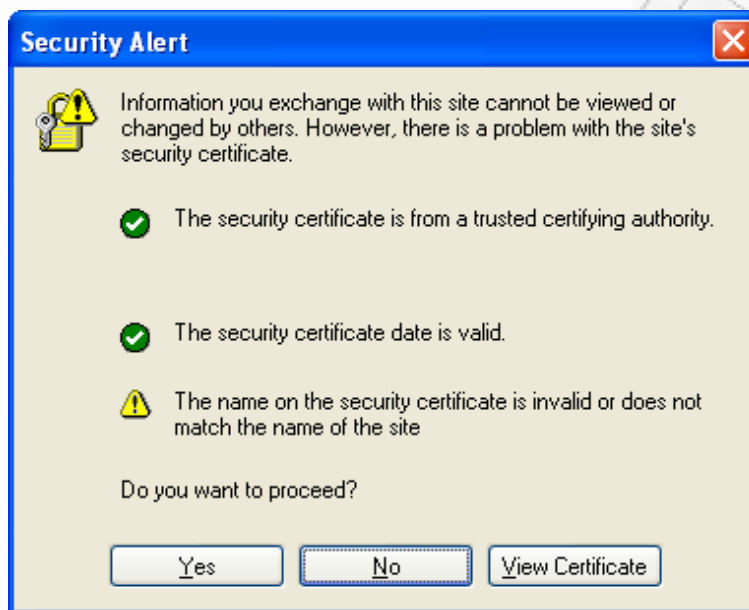 Security Alert
Information you exchange with this site cannot be viewed or
changed by others. However, there is a problem with the site's
security certificate.
The security certificate is from a trusted certifying authority.
The security certificate date is valid.
The name on the security certificate is invalid or does not
match the name of the site
Do you want to proceed?
Yes
No
View Certificate